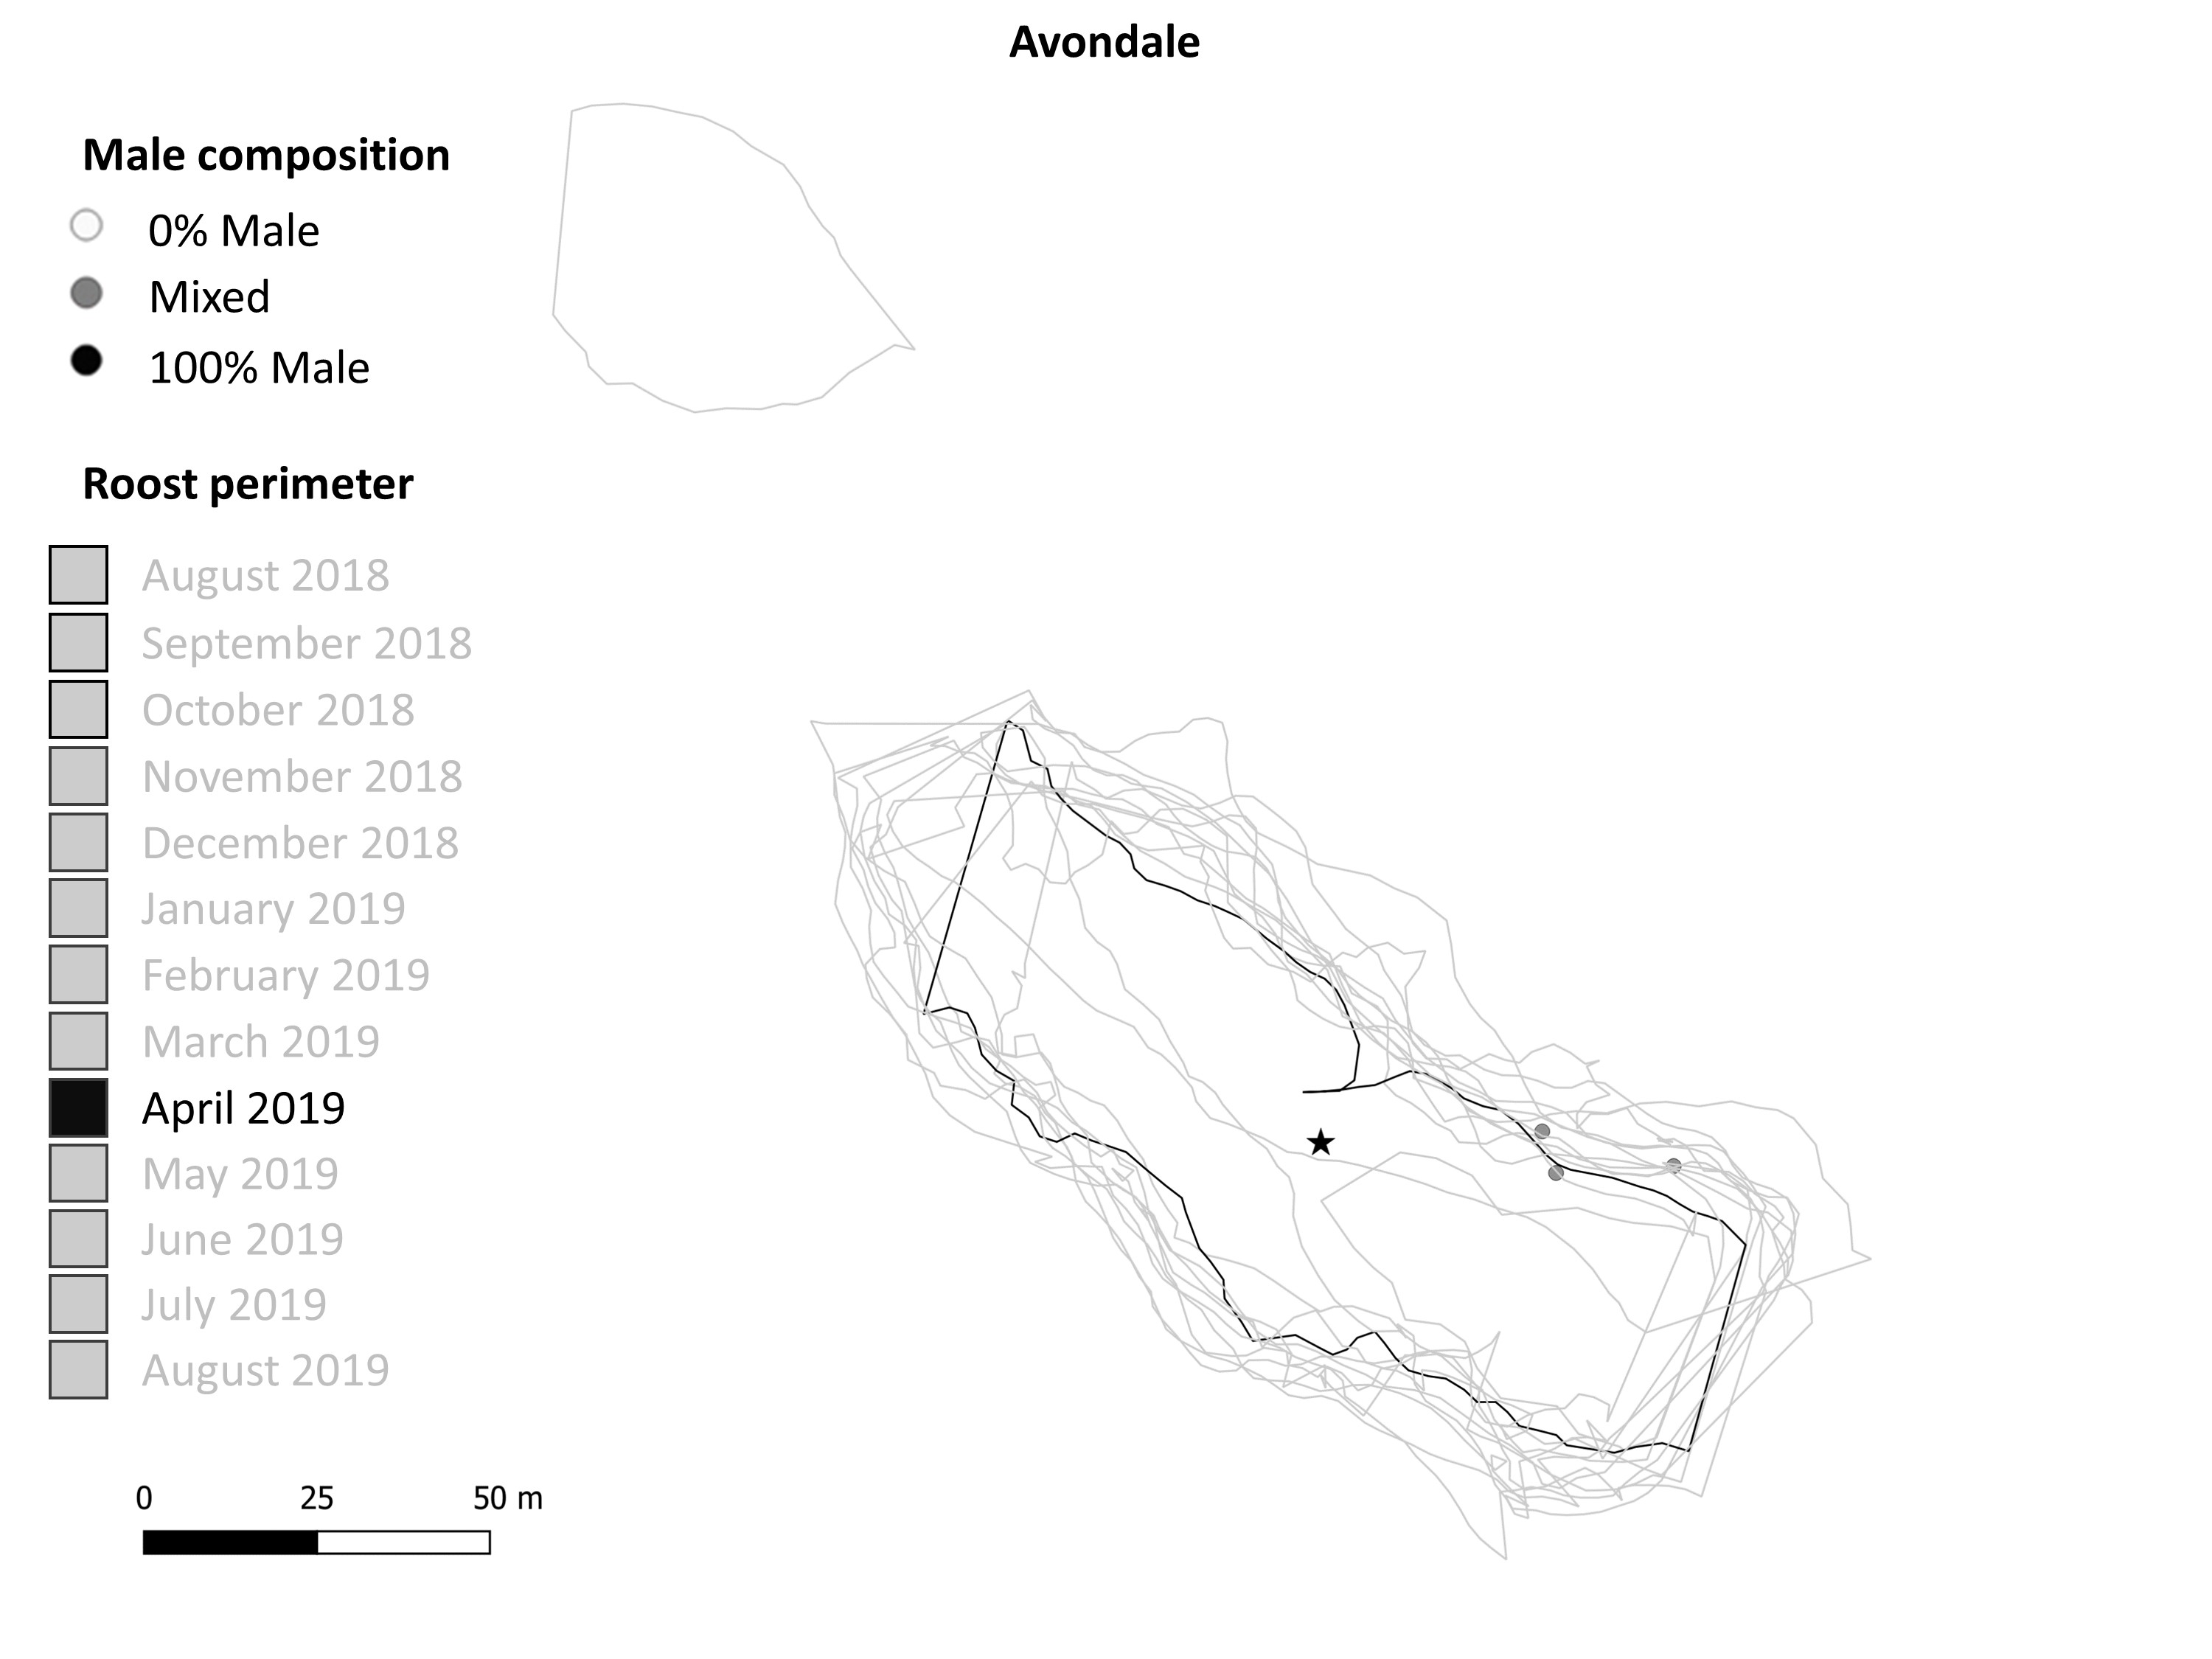 Avondale
Male composition
0% Male
Mixed
100% Male
Roost perimeter
August 2018
September 2018
October 2018
November 2018
December 2018
January 2019
February 2019
March 2019
April 2019
May 2019
June 2019
July 2019
August 2019
0 25 50 m